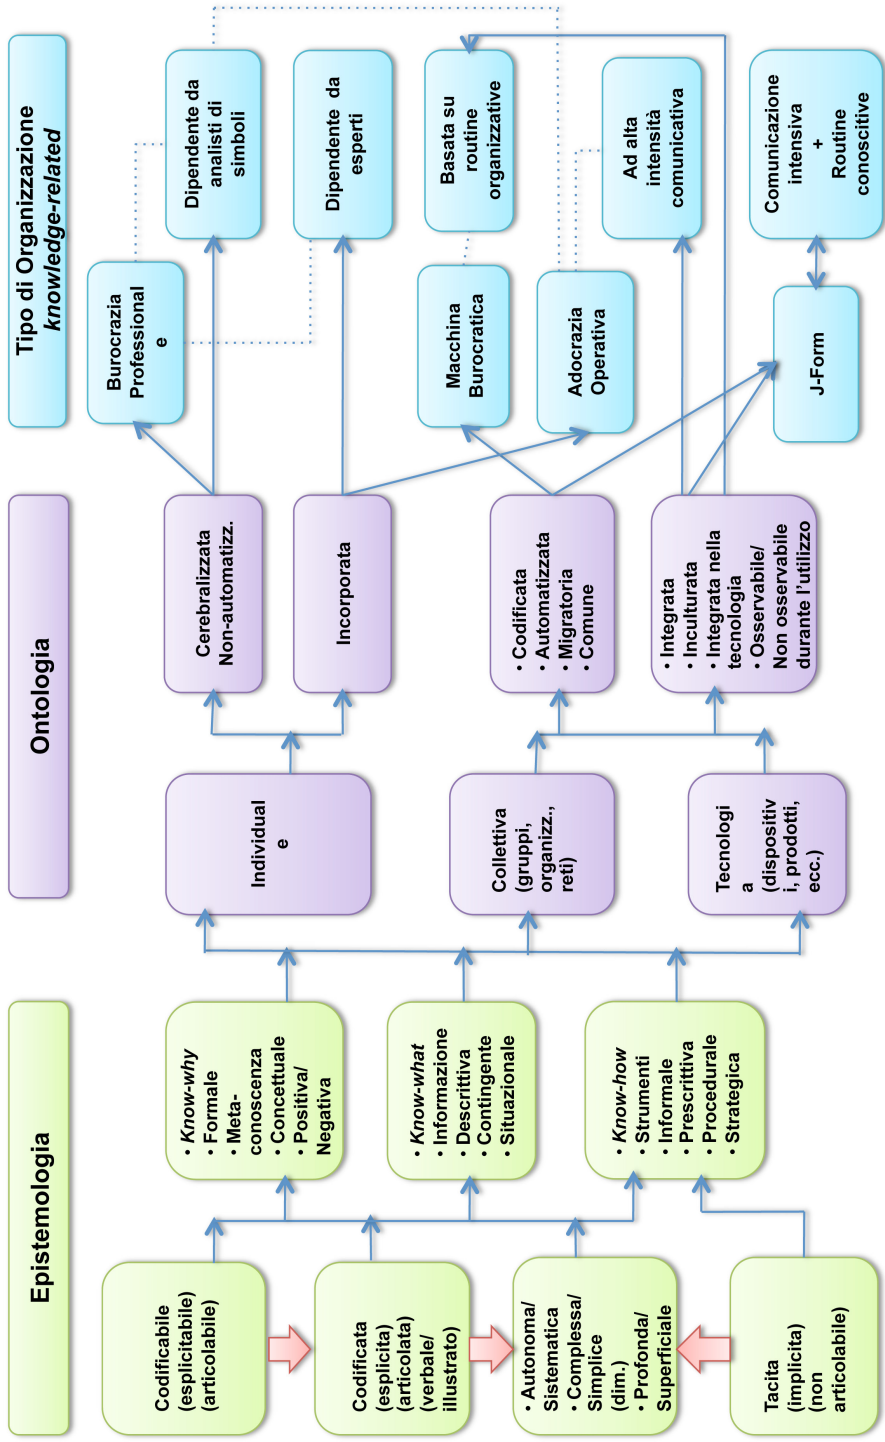 Epistemologia
Codificabile
(esplicitabile)
(articolabile)
Codificata
(esplicita)
(articolata)
(verbale/
illustrato)
• Autonoma/
Sistematica
• Complessa/
Simplice
(dim.)
• Profonda/
Superficiale
Tacita
(implicita)
(non
articolabile)
• Know-why
• Formale
• Meta-
conoscenza
• Concettuale
• Positiva/
Negativa
• Know-what
• Informazione
• Descrittiva
• Contingente
• Situazionale
• Know-how
• Strumenti
• Informale
• Prescrittiva
• Procedurale
• Strategica
Ontologia
Individual
e
Collettiva
(gruppi,
organizz.,
reti)
Tecnologi
a
(dispositiv
i, prodotti,
ecc.)
Cerebralizzata
Non-automatizz.
Incorporata
• Codificata
• Automatizzata
• Migratoria
• Comune
• Integrata
• Inculturata
• Integrata nella
tecnologia
• Osservabile/
Non osservabile
durante l'utilizzo
Tipo di Organizzazione
knowledge-related
Burocrazia
Professional
e
Macchina
Burocratica
Adocrazia
Operativa
J-Form
Dipendente da
analisti di
simboli
Dipendente da
esperti
Basata su
routine
organizzative
Ad alta
intensità
comunicativa
Comunicazione
intensiva
+
Routine
conoscitive